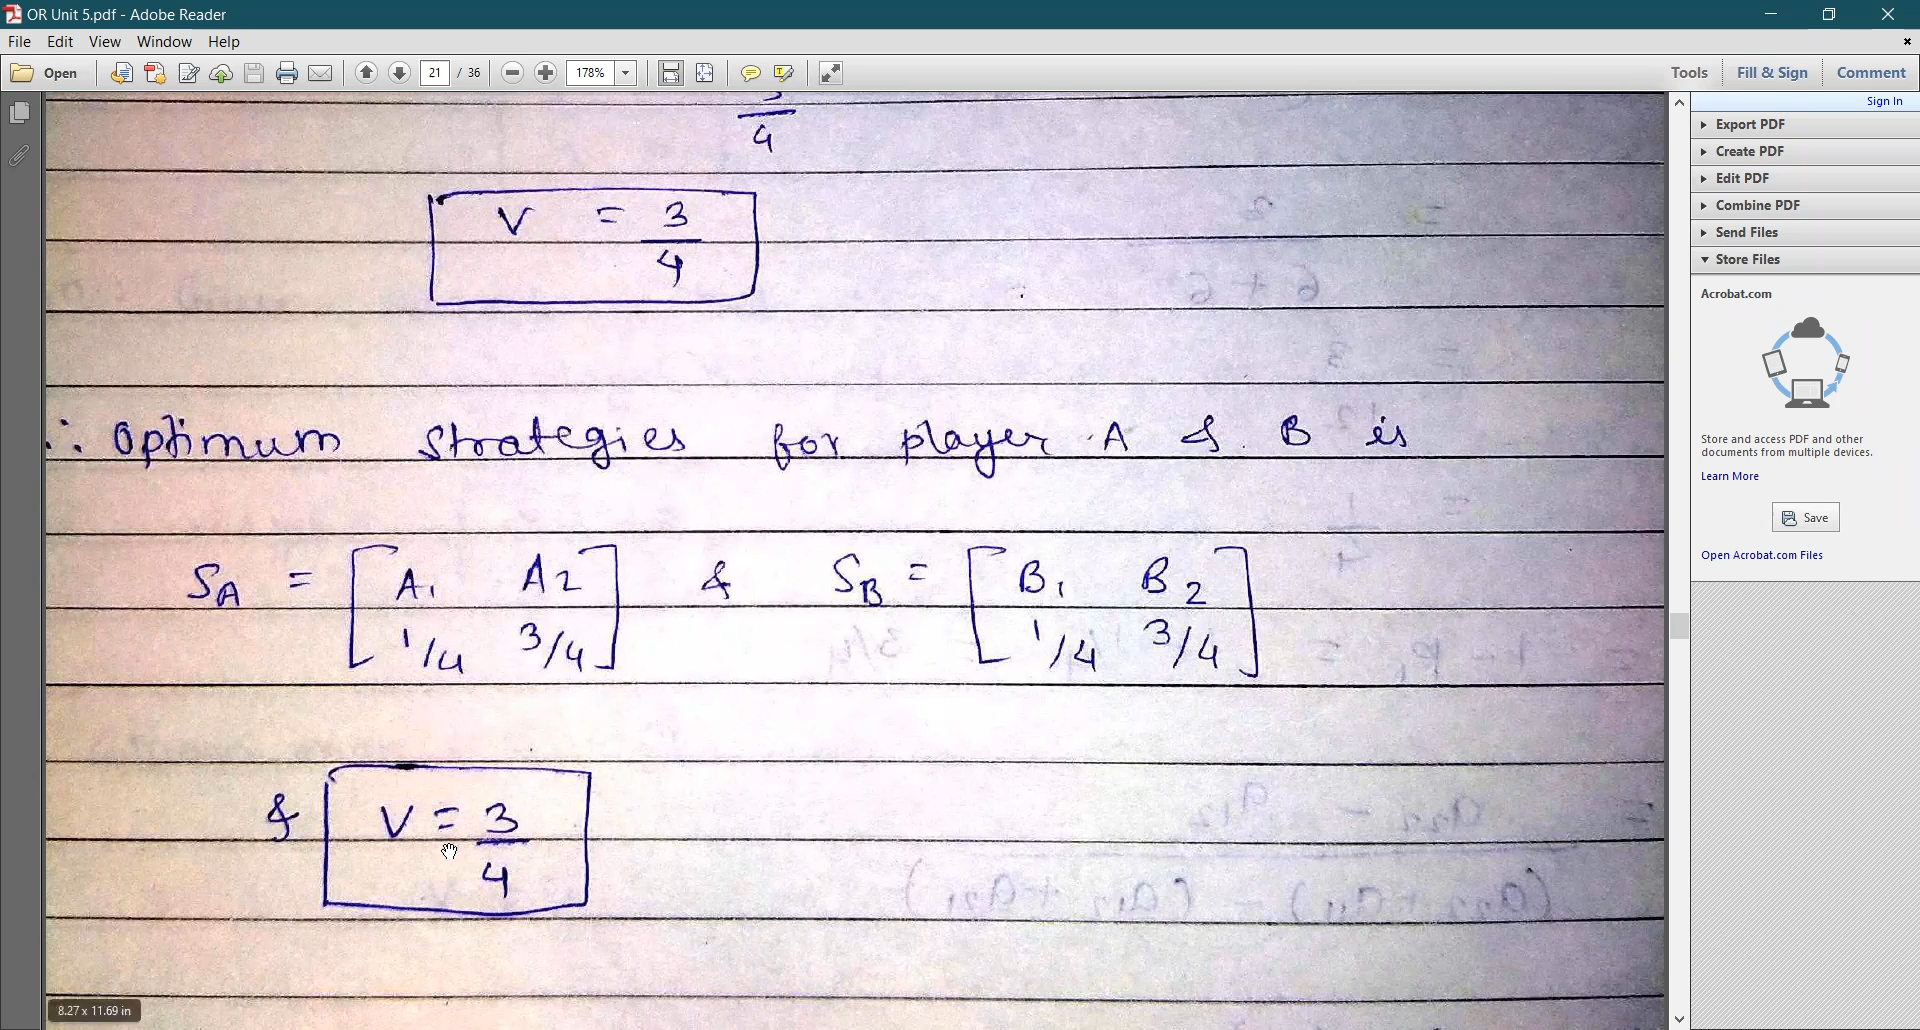 OR Unit 5.pdf - Adobe Reader
File Edit View Window Help
Open 21 / 36 178% Tools Fill & Sign Comment
Sign In
Export PDF
Create PDF
Edit PDF
Combine PDF
Send Files
Store Files
Acrobat.com
Store and access PDF and other
documents from multiple devices.
Learn More
Save
Open Acrobat.com Files
4
V = 3
4
∴ Optimum strategies for player A & B is
SA = [ A1 A2 ] & SB = [ B1 B2 ]
1/4 3/4 1/4 3/4
& V = 3
4
8.27 x 11.69 in